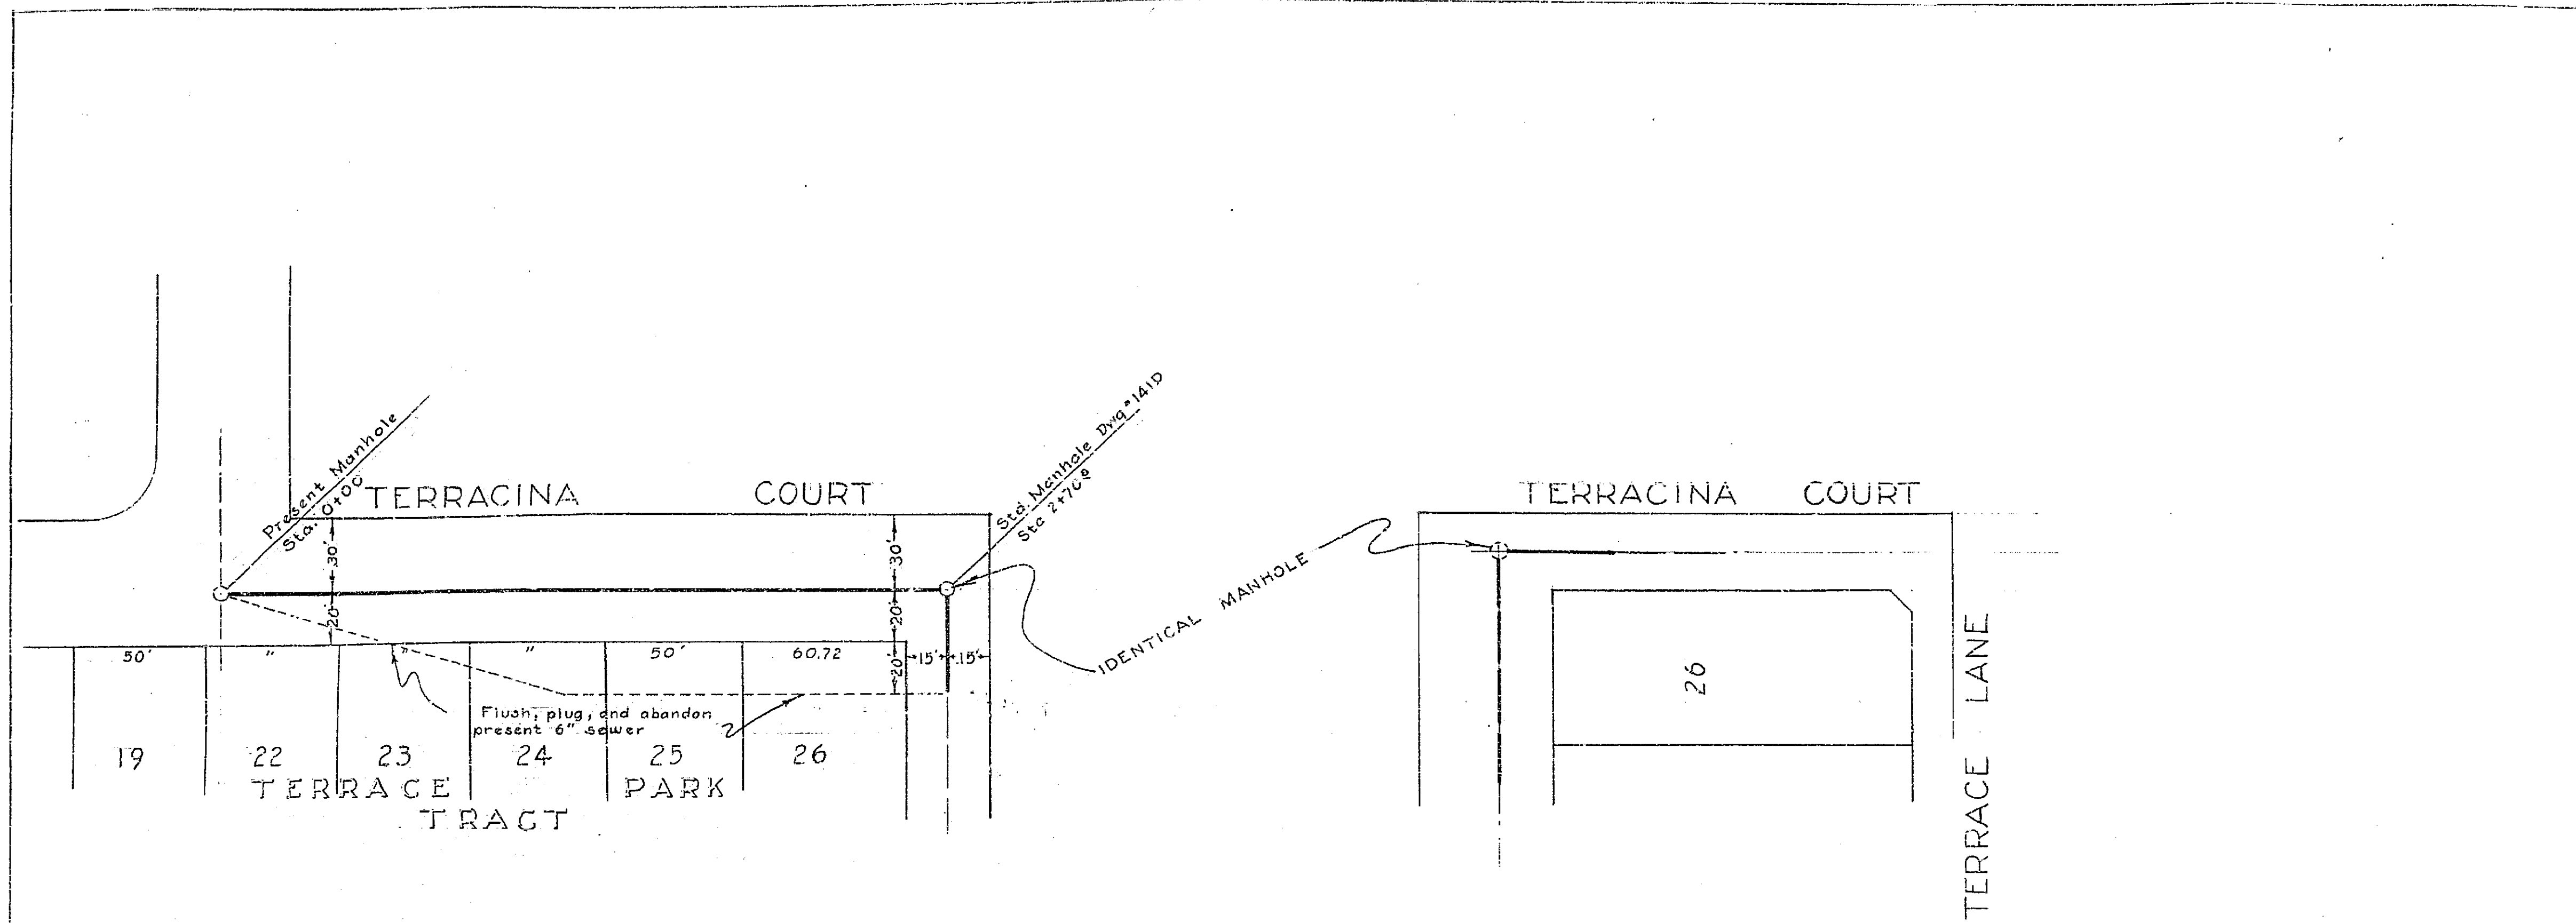 Present Manhole
Sta. 0+00
TERRACINA COURT
Std. Manhole Dwg #141D
Sta 2+70
30'
20'
30'
20'
20'
15' 15'
IDENTICAL MANHOLE
50' " " " 50' 60.72
Flush, plug, and abandon
present 6" sewer
19 22 23 24 25 26
TERRACE PARK
TRACT
TERRACINA COURT
26
TERRACE LANE